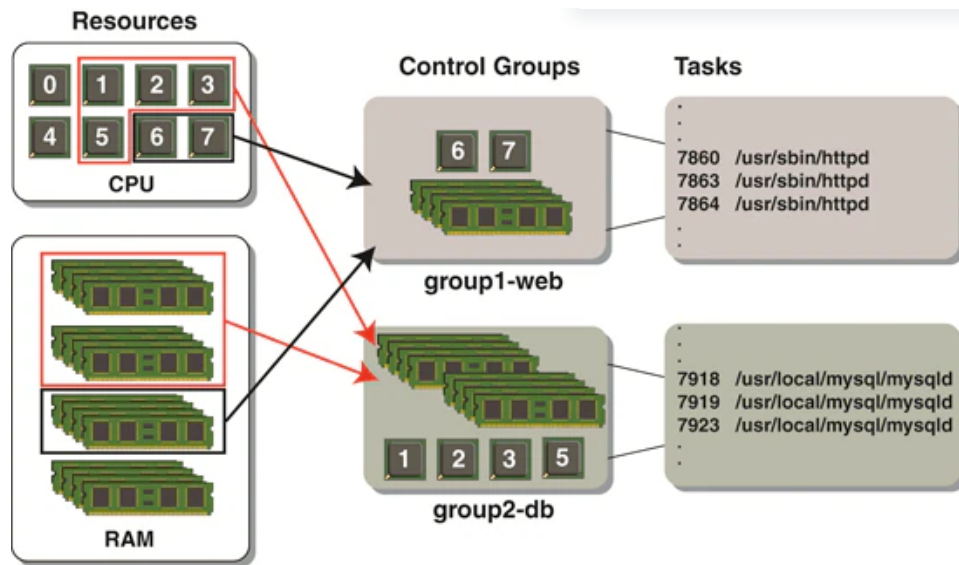 Resources
0 1 2 3
4 5 6 7
CPU
RAM
Control Groups
6 7
group1-web
1 2 3 5
group2-db
Tasks
.
.
.
7860 /usr/sbin/httpd
7863 /usr/sbin/httpd
7864 /usr/sbin/httpd
.
.
.
.
.
7918 /usr/local/mysql/mysqld
7919 /usr/local/mysql/mysqld
7923 /usr/local/mysql/mysqld
.
.